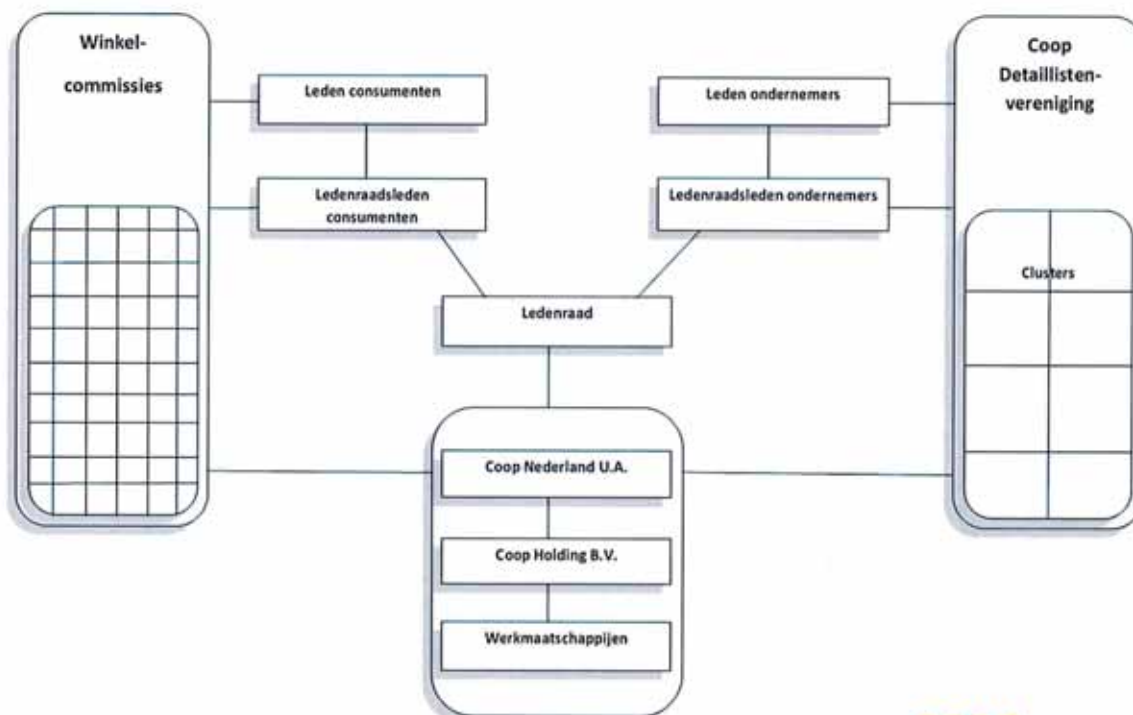 Winkel-
commissies
Coop
Detaillisten-
vereniging
Leden consumenten
Leden ondernemers
Ledenraadsleden
consumenten
Ledenraadsleden ondernemers
Clusters
Ledenraad
Coop Nederland U.A.
Coop Holding B.V.
Werkmaatschappijen